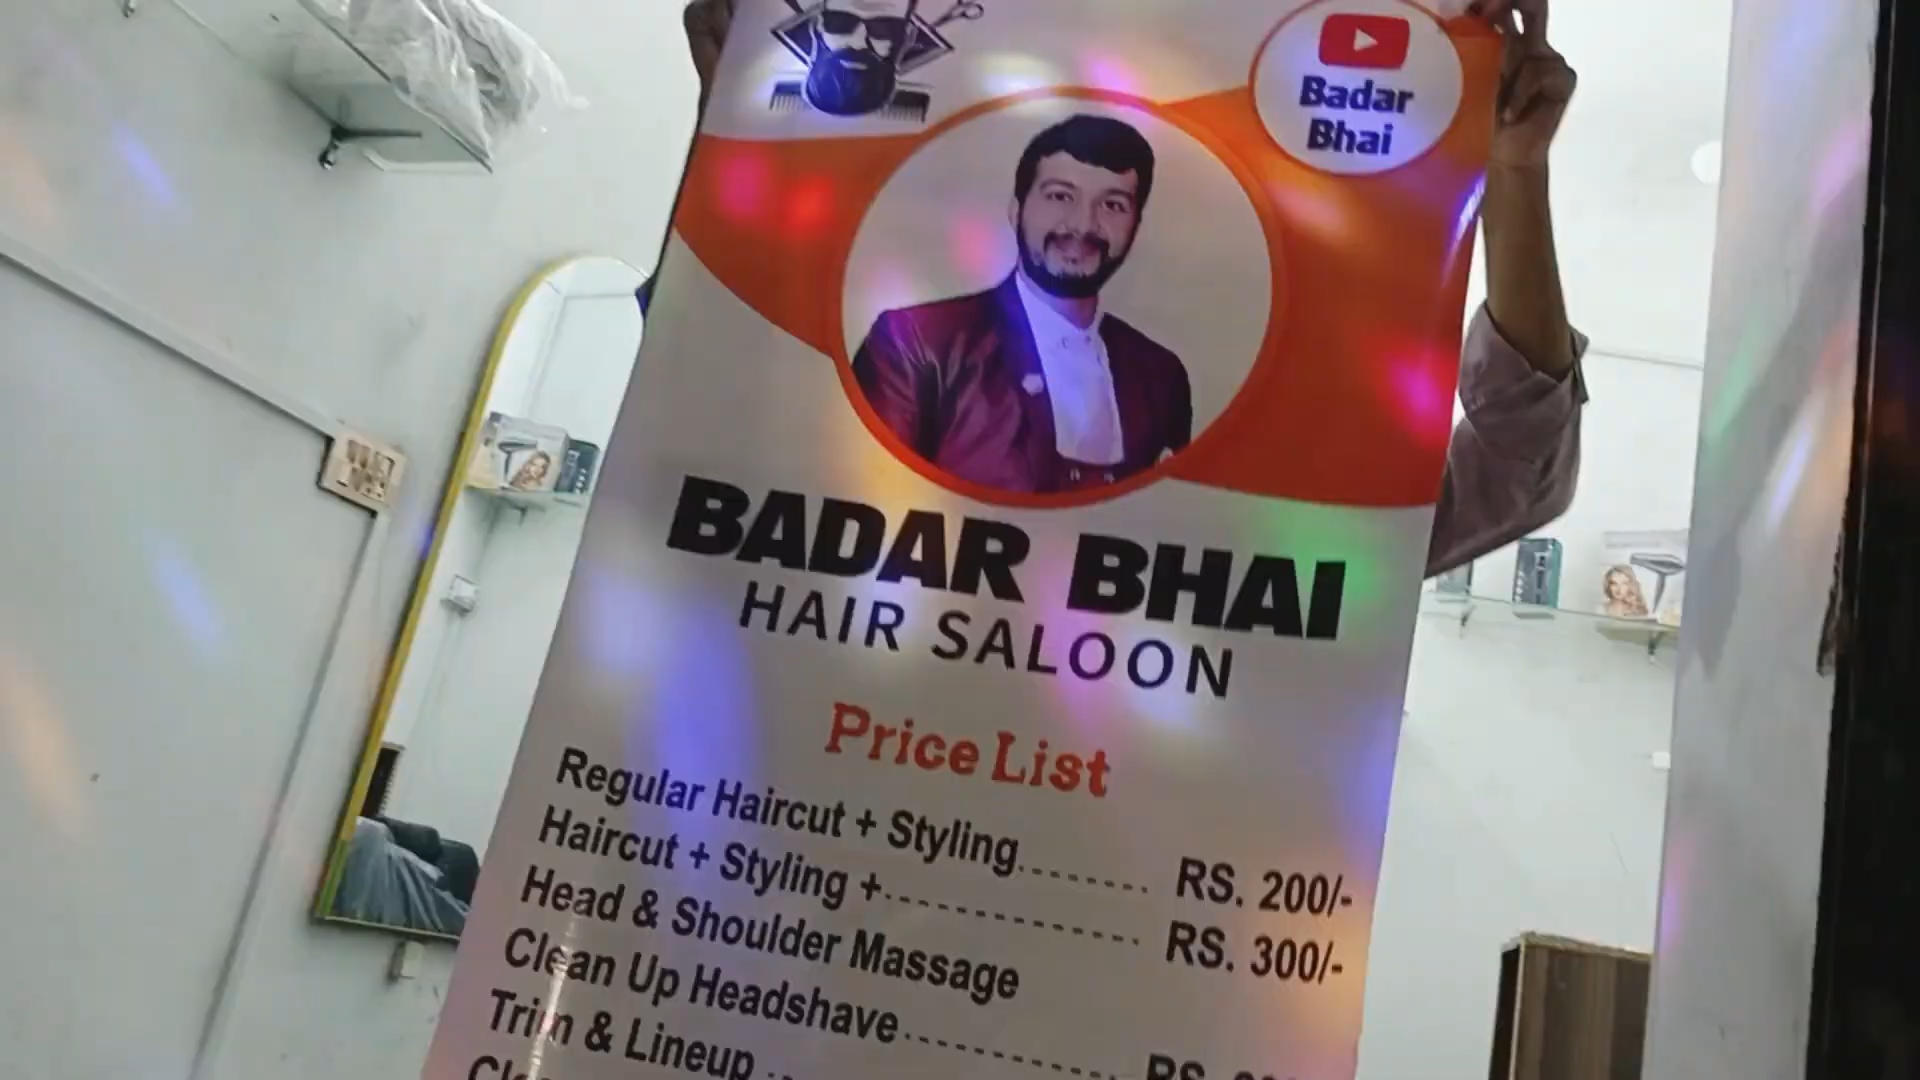 Badar
Bhai
BADAR BHAI
HAIR SALOON
Price List
Regular Haircut + Styling........ RS. 200/-
Haircut + Styling +................. RS. 300/-
Head & Shoulder Massage
Clean Up Headshave.............. RS.
Trim & Lineup